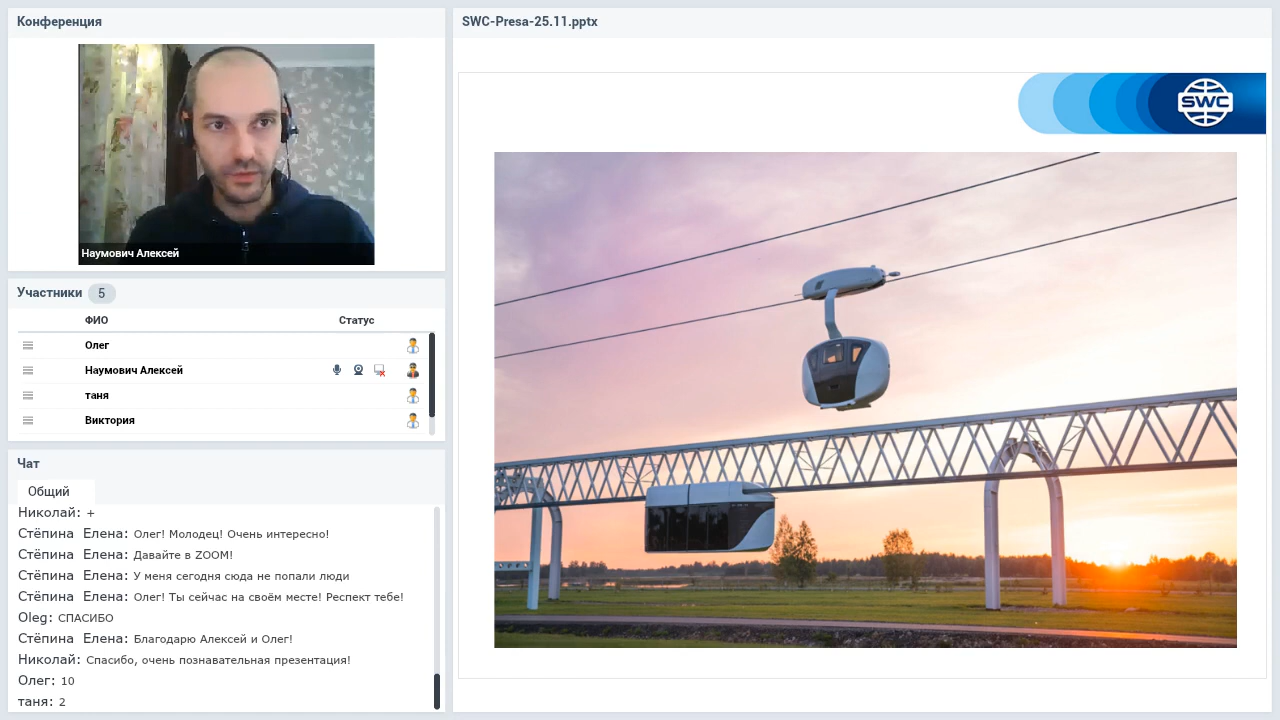 Конференция
Наумович Алексей
Участники 5
ФИО Статус
Олег
Наумович Алексей
таня
Виктория
Чат
Общий
Николай: +
Стёпина Елена: Олег! Молодец! Очень интересно!
Стёпина Елена: Давайте в ZOOM!
Стёпина Елена: У меня сегодня сюда не попали люди
Стёпина Елена: Олег! Ты сейчас на своём месте! Респект тебе!
Oleg: СПАСИБО
Стёпина Елена: Благодарю Алексей и Олег!
Николай: Спасибо, очень познавательная презентация!
Олег: 10
таня: 2
SWC-Presa-25.11.pptx
SWC